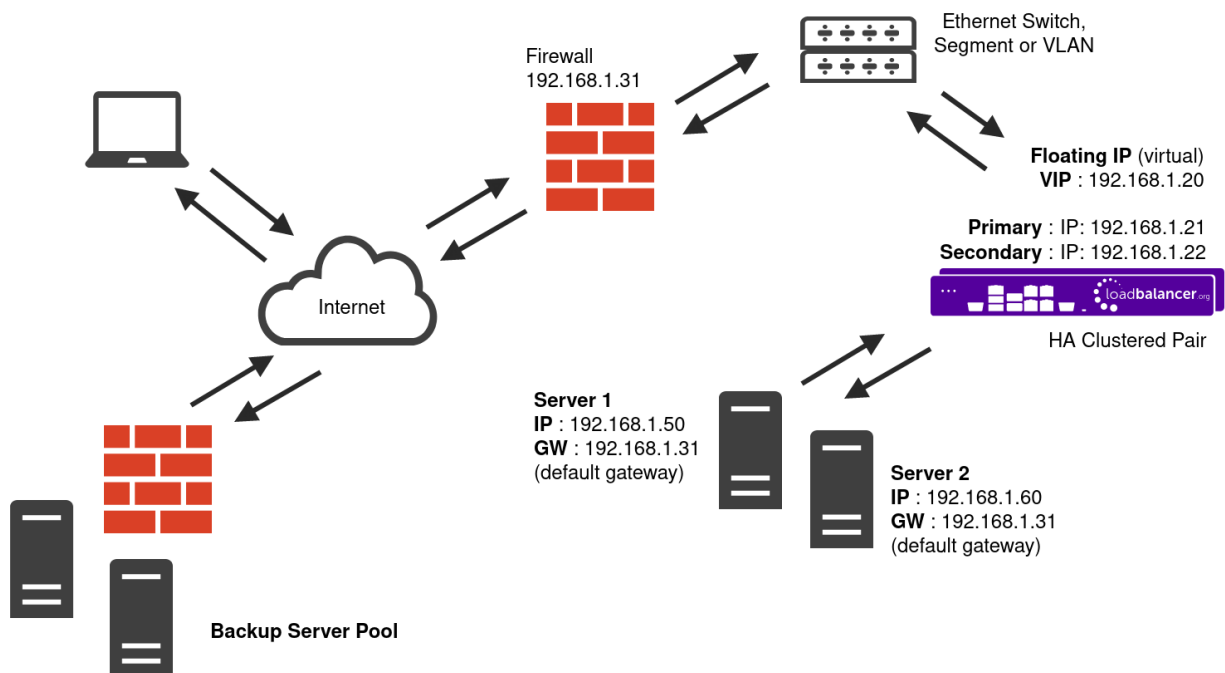 Ethernet Switch,
Segment or VLAN
Firewall
192.168.1.31
Floating IP (virtual)
VIP : 192.168.1.20
Primary : IP: 192.168.1.21
Secondary : IP: 192.168.1.22
loadbalancer.org
HA Clustered Pair
Internet
Server 1
IP : 192.168.1.50
GW : 192.168.1.31
(default gateway)
Server 2
IP : 192.168.1.60
GW : 192.168.1.31
(default gateway)
Backup Server Pool